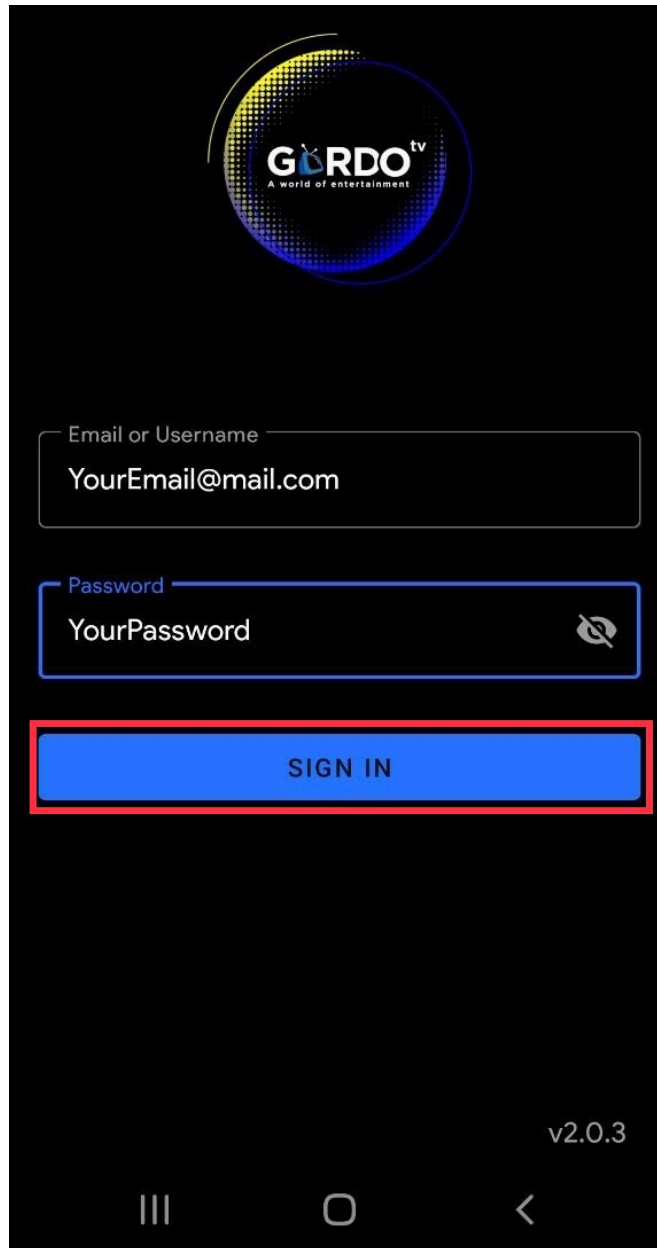 GORDO tv
A world of entertainment
Email or Username
YourEmail@mail.com
Password
YourPassword
SIGN IN
v2.0.3